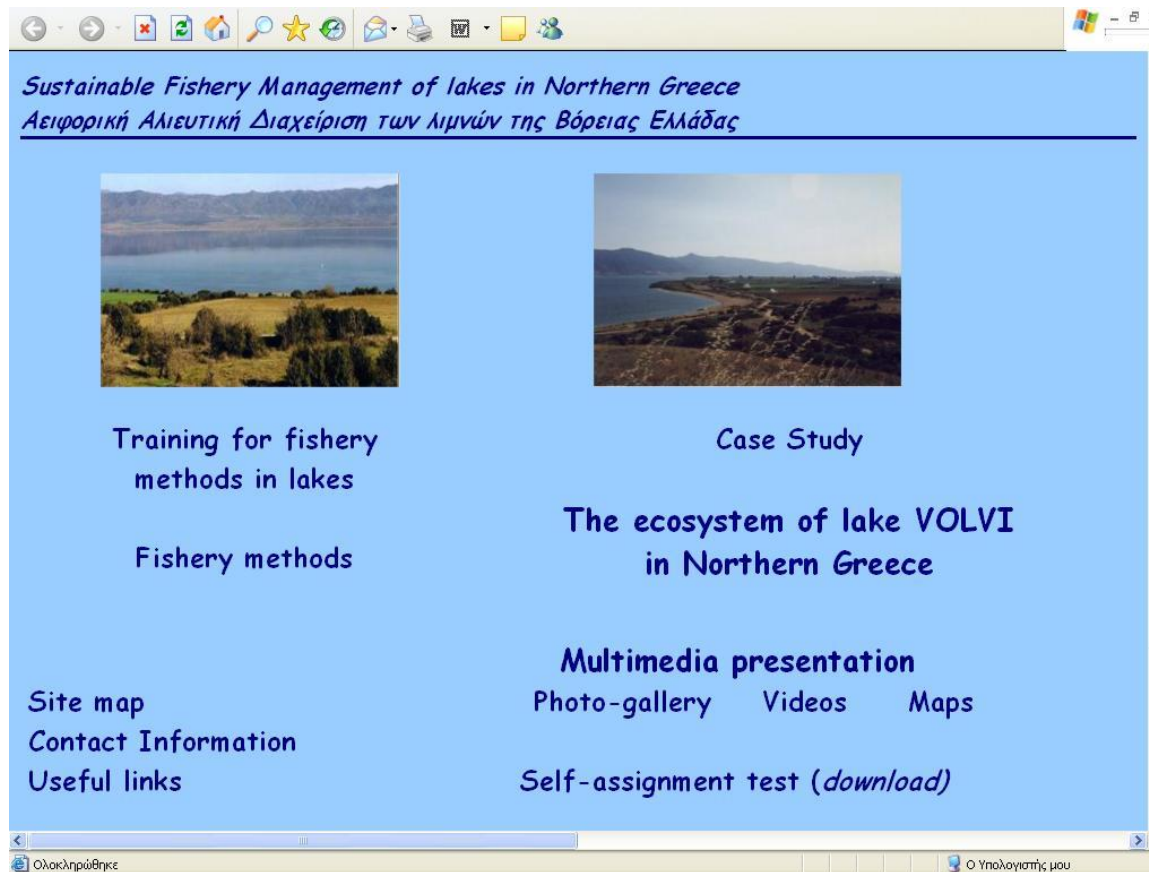 Sustainable Fishery Management of lakes in Northern Greece
Αειφορική Αλιευτική Διαχείριση των λιμνών της Βόρειας Ελλάδας
Training for fishery
methods in lakes
Fishery methods
Case Study
The ecosystem of lake VOLVI
in Northern Greece
Multimedia presentation
Photo-gallery Videos Maps
Self-assignment test (download)
Site map
Contact Information
Useful links
Ολοκληρώθηκε
Ο Υπολογιστής μου